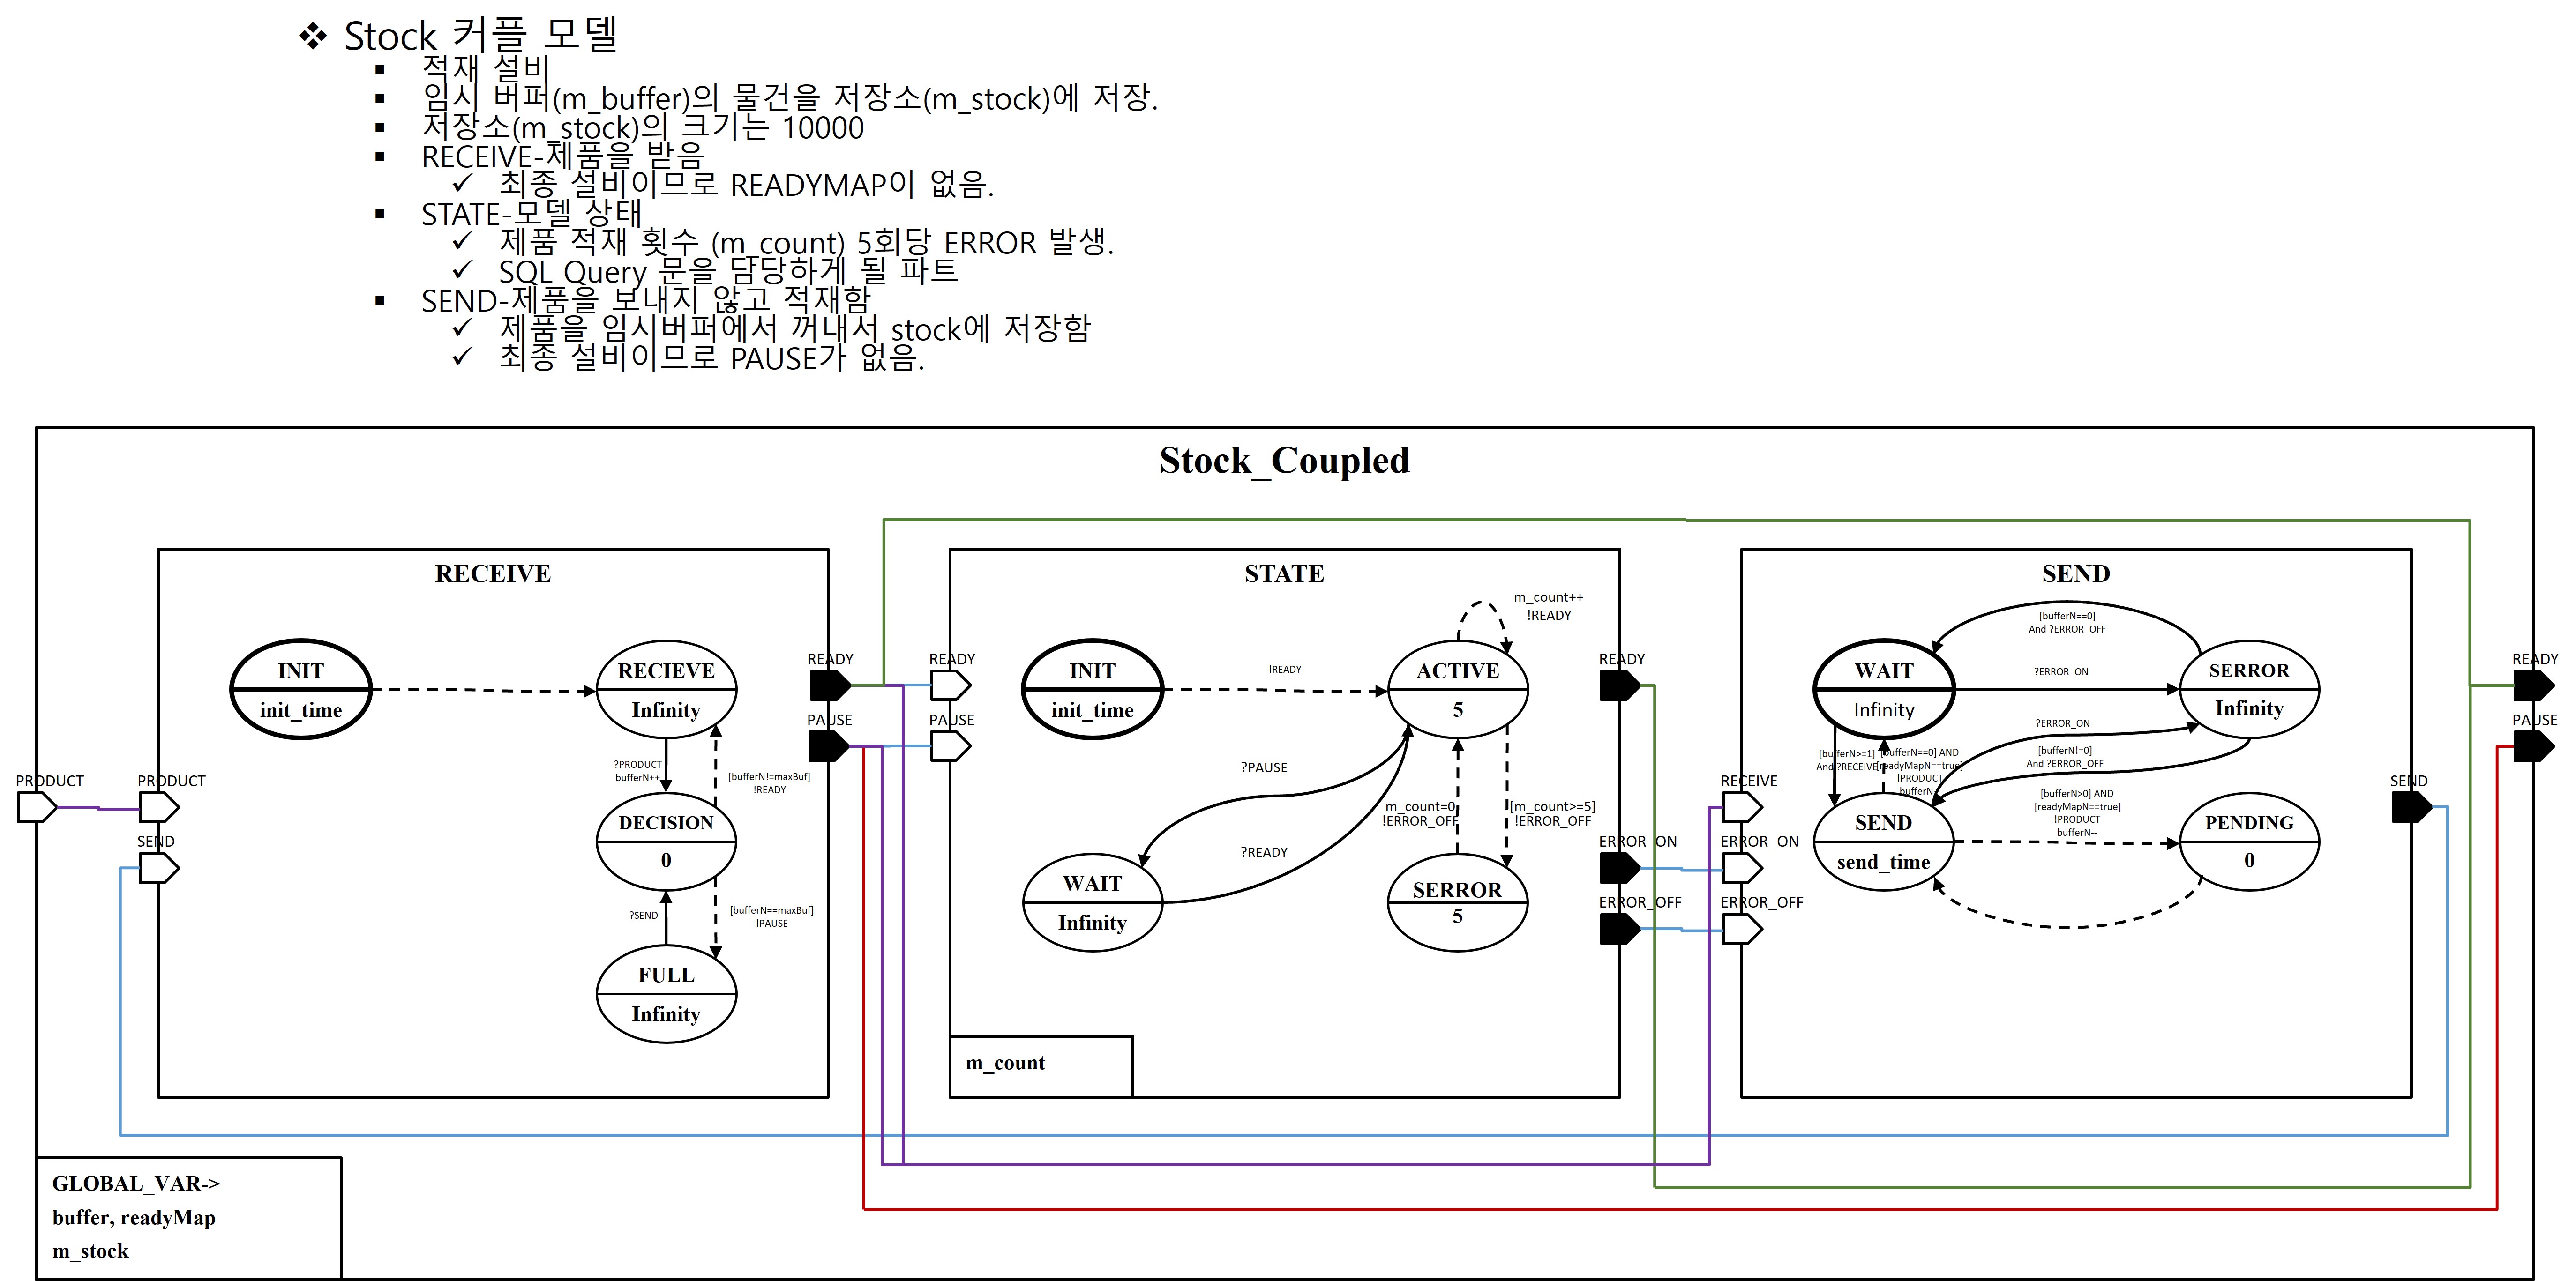 Stock 커플 모델
적재 설비
임시 버퍼(m_buffer)의 물건을 저장소(m_stock)에 저장.
저장소(m_stock)의 크기는 10000
RECEIVE-제품을 받음
최종 설비이므로 READYMAP이 없음.
STATE-모델 상태
제품 적재 횟수 (m_count) 5회당 ERROR 발생.
SQL Query 문을 담당하게 될 파트
SEND-제품을 보내지 않고 적재함
제품을 임시버퍼에서 꺼내서 stock에 저장함
최종 설비이므로 PAUSE가 없음.
Stock_Coupled
PRODUCT
RECEIVE
PRODUCT
SEND
INIT
init_time
RECIEVE
Infinity
?PRODUCT
bufferN++
[bufferN!=maxBuf]
!READY
DECISION
0
?SEND
[bufferN==maxBuf]
!PAUSE
FULL
Infinity
READY
PAUSE
STATE
READY
PAUSE
INIT
init_time
!READY
m_count++
!READY
ACTIVE
5
?PAUSE
?READY
m_count=0
!ERROR_OFF
[m_count>=5]
!ERROR_OFF
WAIT
Infinity
SERROR
5
m_count
READY
ERROR_ON
ERROR_OFF
SEND
RECEIVE
ERROR_ON
ERROR_OFF
[bufferN==0]
And ?ERROR_OFF
WAIT
Infinity
?ERROR_ON
SERROR
Infinity
?ERROR_ON
[bufferN!=0]
And ?ERROR_OFF
[bufferN>=1]
And ?RECEIVE
[bufferN==0] AND
[readyMapN==true]
!PRODUCT
bufferN--
SEND
send_time
[bufferN>0] AND
[readyMapN==true]
!PRODUCT
bufferN--
PENDING
0
SEND
READY
PAUSE
GLOBAL_VAR->
buffer, readyMap
m_stock